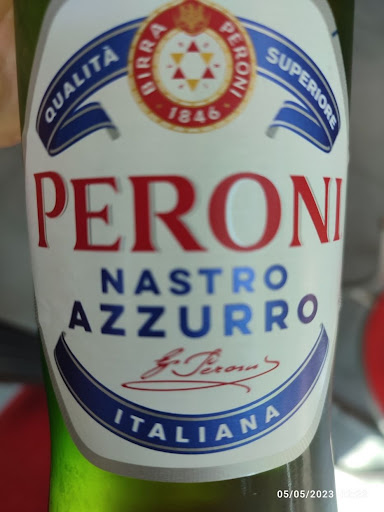 QUALITÀ
BIRRA PERONI
SUPERIORE
· 1846 ·
PERONI
NASTRO
AZZURRO
G. Peroni
ITALIANA
05/05/2023